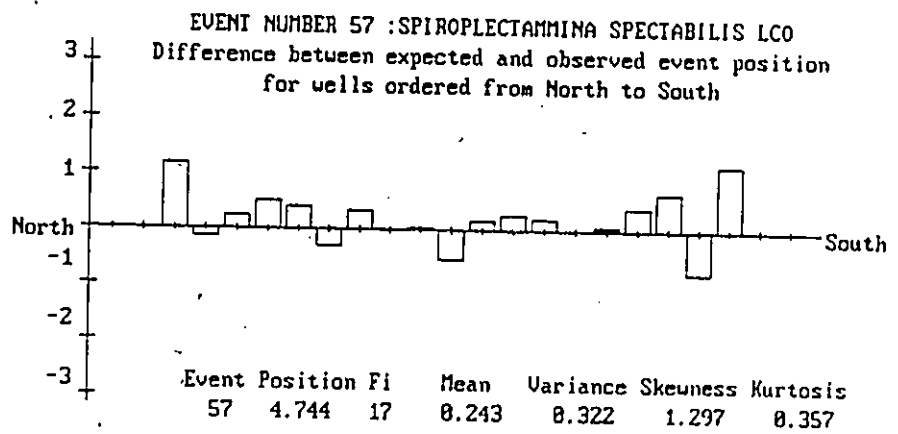 EVENT NUMBER 57 :SPIROPLECTAMMINA SPECTABILIS LCO
Difference between expected and observed event position
for wells ordered from North to South
3
2
1
North
South
-1
-2
-3
Event Position Fi Mean Variance Skewness Kurtosis
57 4.744 17 0.243 0.322 1.297 0.357